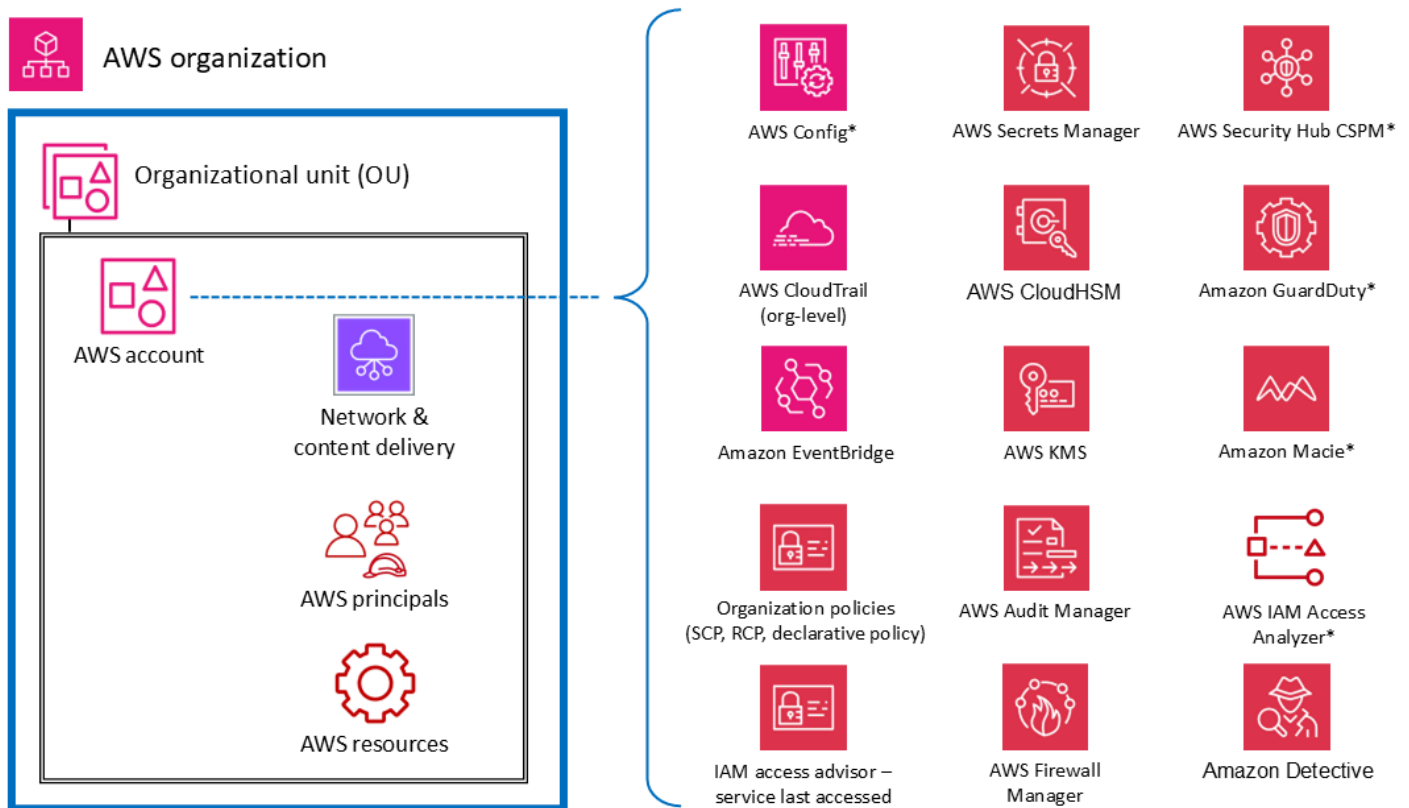 AWS organization
Organizational unit (OU)
AWS account
Network &
content delivery
AWS principals
AWS resources
AWS Config*
AWS Secrets Manager
AWS Security Hub CSPM*
AWS CloudTrail
(org-level)
AWS CloudHSM
Amazon GuardDuty*
Amazon EventBridge
AWS KMS
Amazon Macie*
Organization policies
(SCP, RCP, declarative policy)
AWS Audit Manager
AWS IAM Access
Analyzer*
IAM access advisor –
service last accessed
AWS Firewall
Manager
Amazon Detective